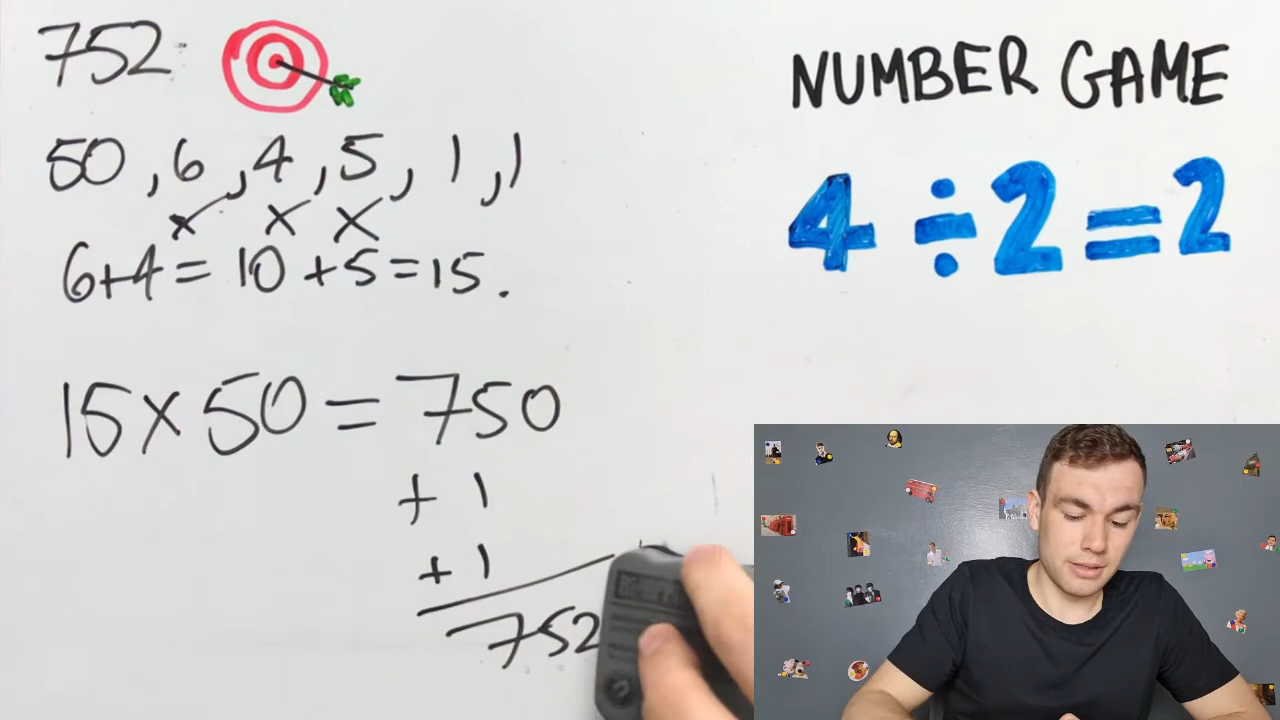 752
50, 6, 4, 5, 1, 1
x x x
6+4 = 10 +5 = 15.
15 x 50 = 750
+ 1
+ 1
752
NUMBER GAME
4 ÷ 2 = 2